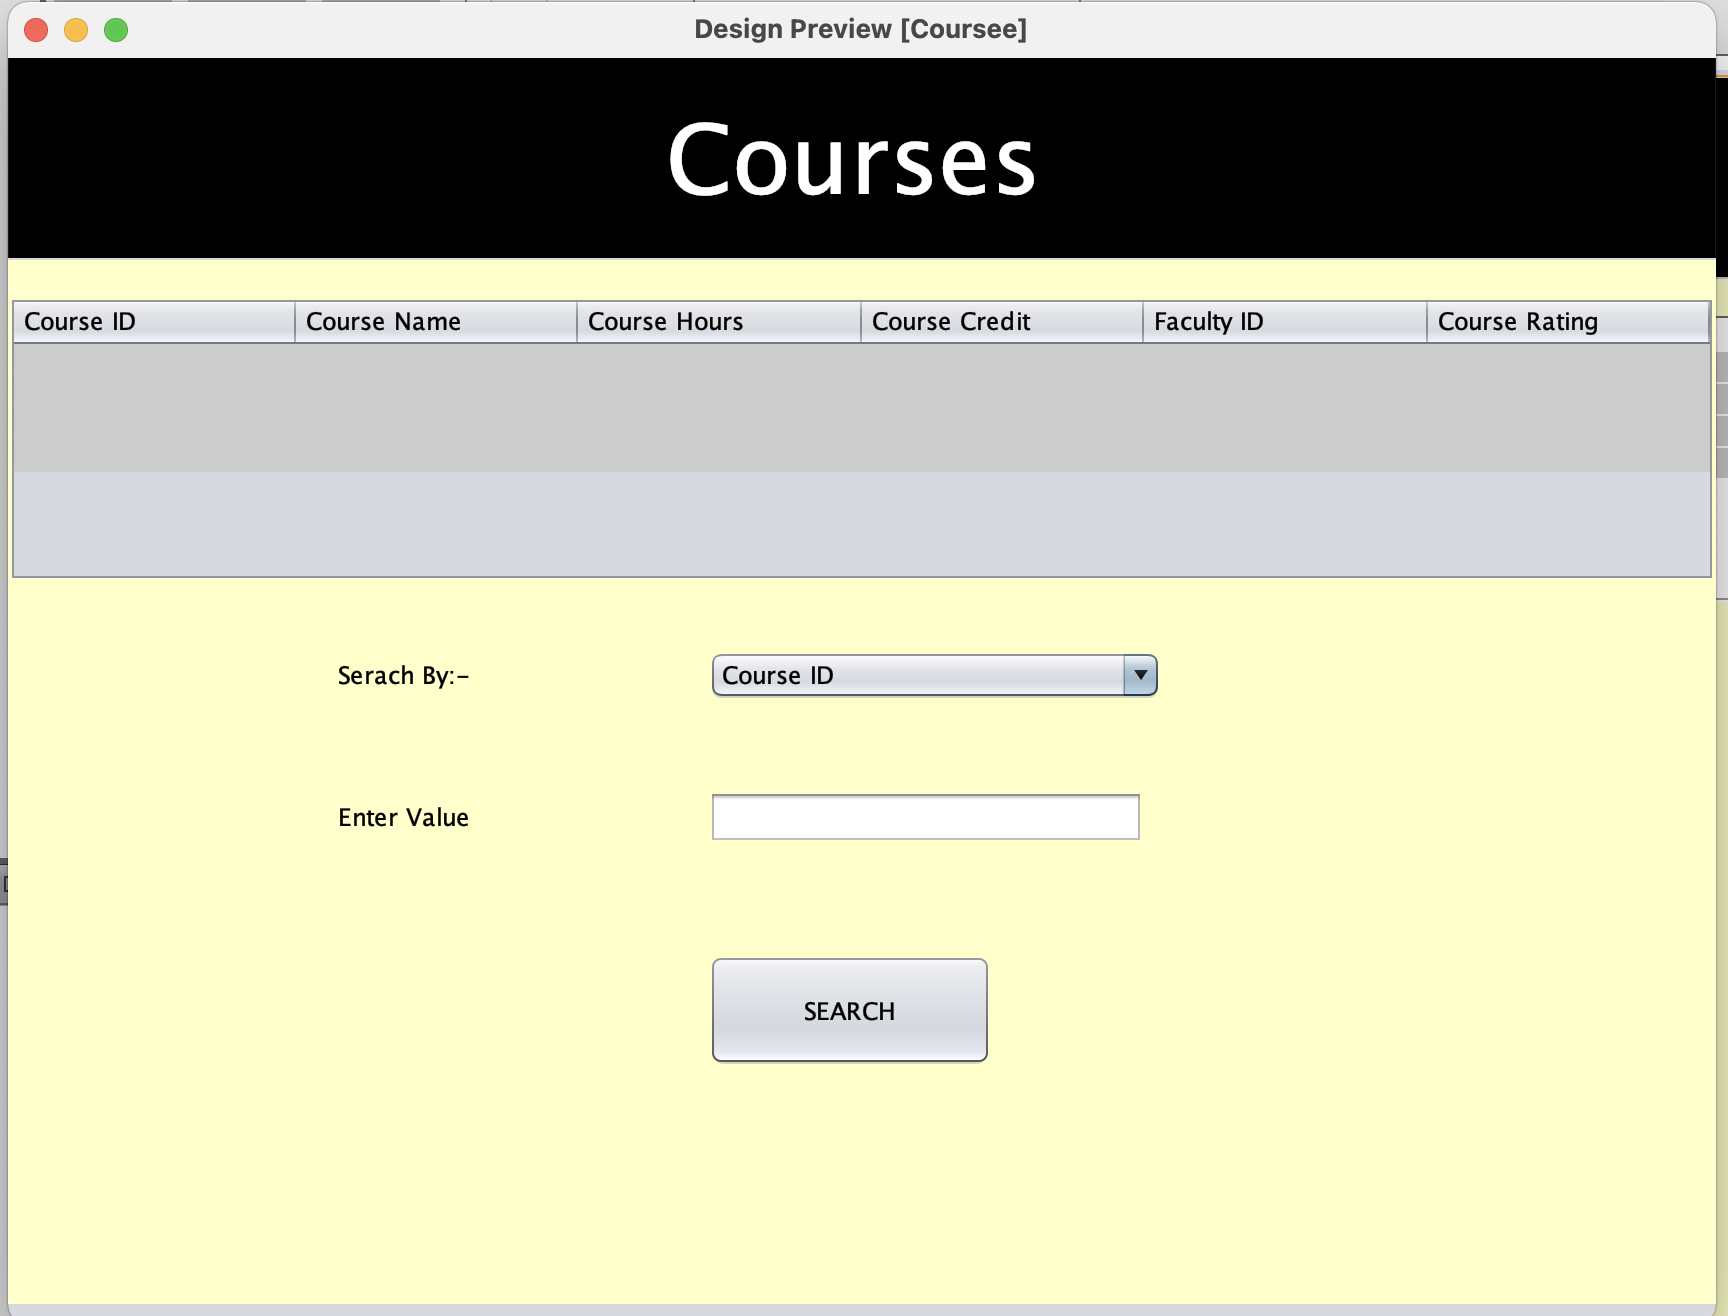 Design Preview [Coursee]
Courses
Course ID Course Name Course Hours Course Credit Faculty ID Course Rating
Serach By:- Course ID
Enter Value
SEARCH